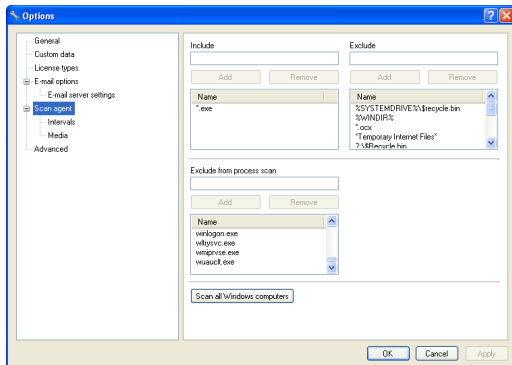 Options
General
Custom data
License types
E-mail options
E-mail server settings
Scan agent
Intervals
Media
Advanced
Include
Add
Remove
Name
*.exe
Exclude
Add
Remove
Name
%SYSTEMDRIVE%\$recycle.bin
%WINDIR%
*.ocx
*Temporary Internet Files*
?:\$Recycle.bin
Exclude from process scan
Add
Remove
Name
winlogon.exe
wltysvc.exe
wmiprvse.exe
wuauclt.exe
Scan all Windows computers
OK
Cancel
Apply